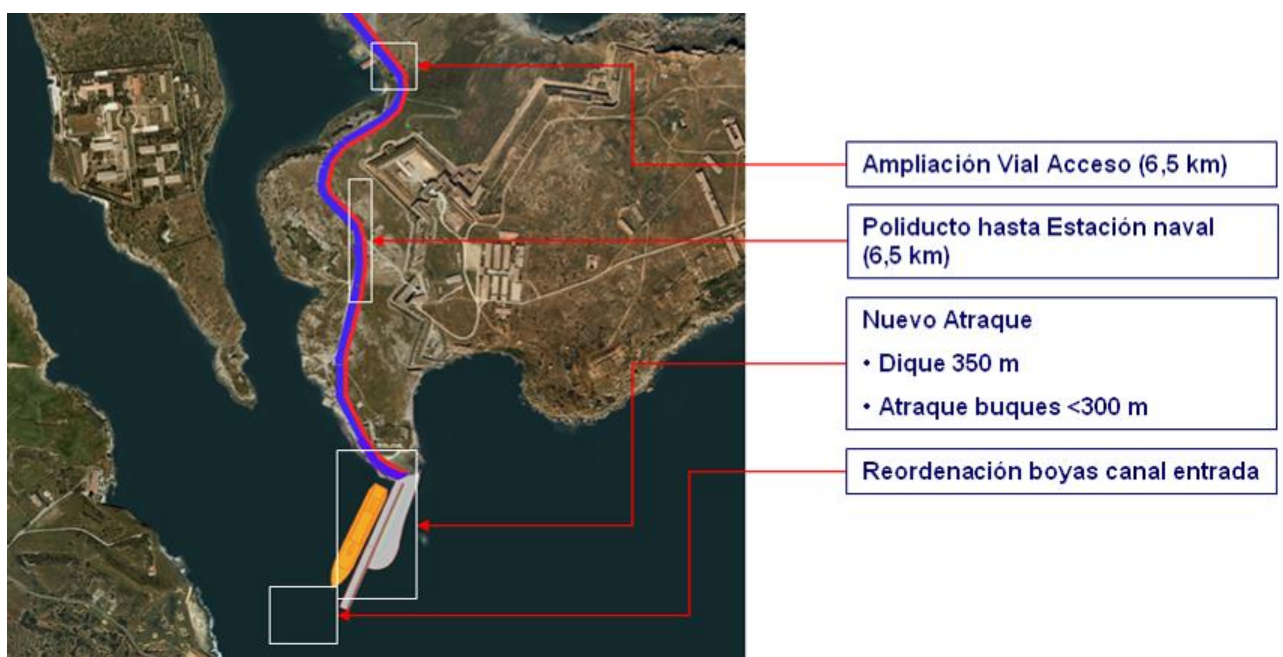 Ampliación Vial Acceso (6,5 km)
Poliducto hasta Estación naval
(6,5 km)
Nuevo Atraque
• Dique 350 m
• Atraque buques <300 m
Reordenación boyas canal entrada